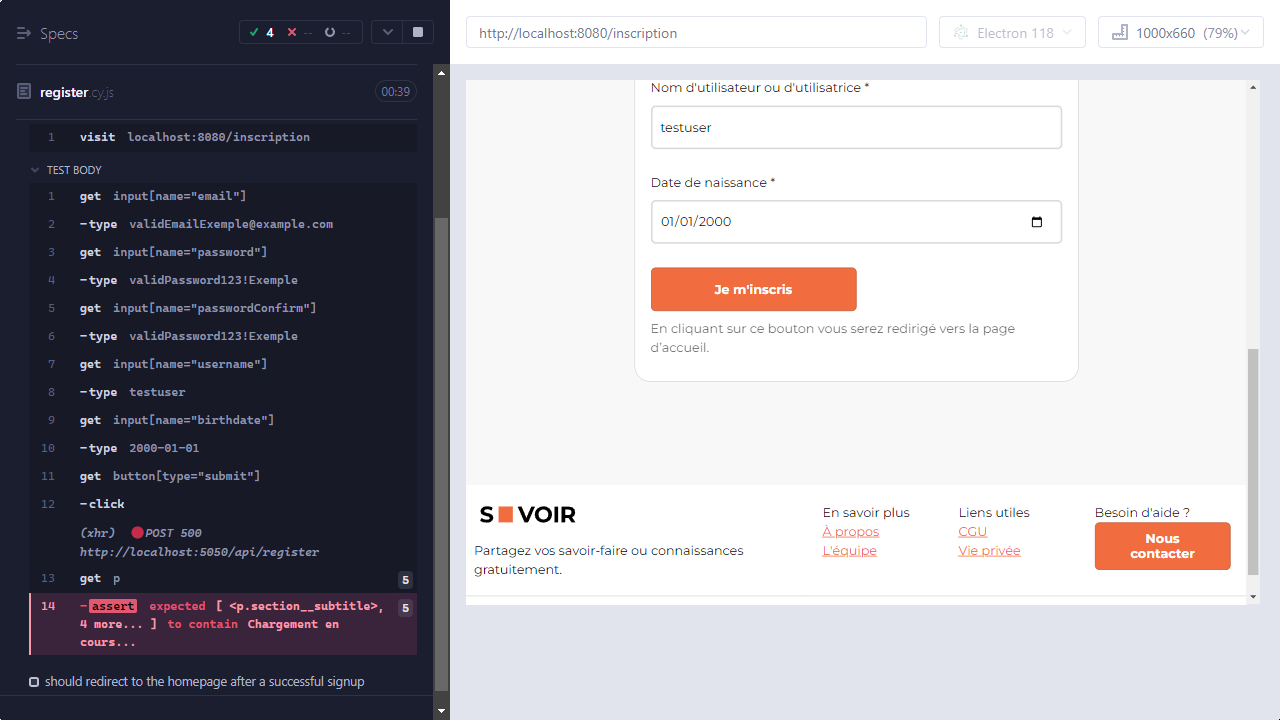 Specs
4
--
--
register.cy.js
00:39
1 visit localhost:8080/inscription
TEST BODY
1 get input[name="email"]
2 -type validEmailExemple@example.com
3 get input[name="password"]
4 -type validPassword123!Exemple
5 get input[name="passwordConfirm"]
6 -type validPassword123!Exemple
7 get input[name="username"]
8 -type testuser
9 get input[name="birthdate"]
10 -type 2000-01-01
11 get button[type="submit"]
12 -click
(xhr) POST 500
http://localhost:5050/api/register
13 get p 5
14 -assert expected [ <p.section__subtitle>, 5
4 more... ] to contain Chargement en
cours...
should redirect to the homepage after a successful signup
http://localhost:8080/inscription
Electron 118
1000x660 (79%)
Nom d'utilisateur ou d'utilisatrice *
testuser
Date de naissance *
01/01/2000
Je m'inscris
En cliquant sur ce bouton vous serez redirigé vers la page
d’accueil.
S VOIR
Partagez vos savoir-faire ou connaissances
gratuitement.
En savoir plus
À propos
L'équipe
Liens utiles
CGU
Vie privée
Besoin d'aide ?
Nous
contacter